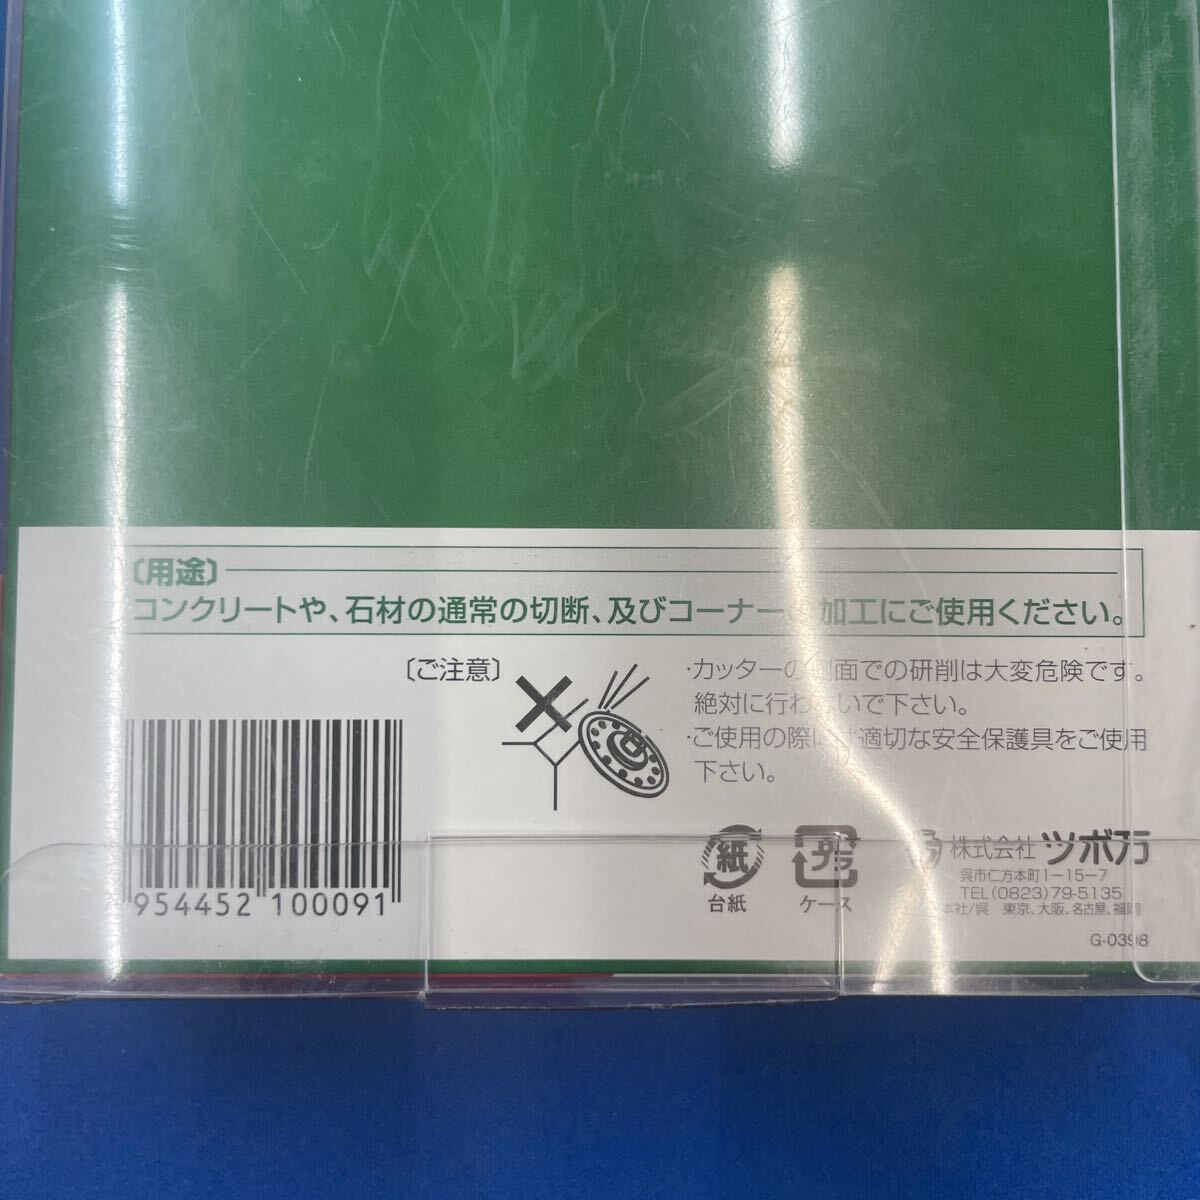 〔用途〕
コンクリートや、石材の通常の切断、及びコーナー 加工にご使用ください。
〔ご注意〕
・カッターの側面での研削は大変危険です。
絶対に行わないで下さい。
・ご使用の際には適切な安全保護具をご使用
下さい。
954452 100091
紙
台紙
プラ
ケース
株式会社 ツボ万
呉市仁方本町1-15-7
TEL(0823)79-5135
本社/呉 東京、大阪、名古屋、福岡
G-0398